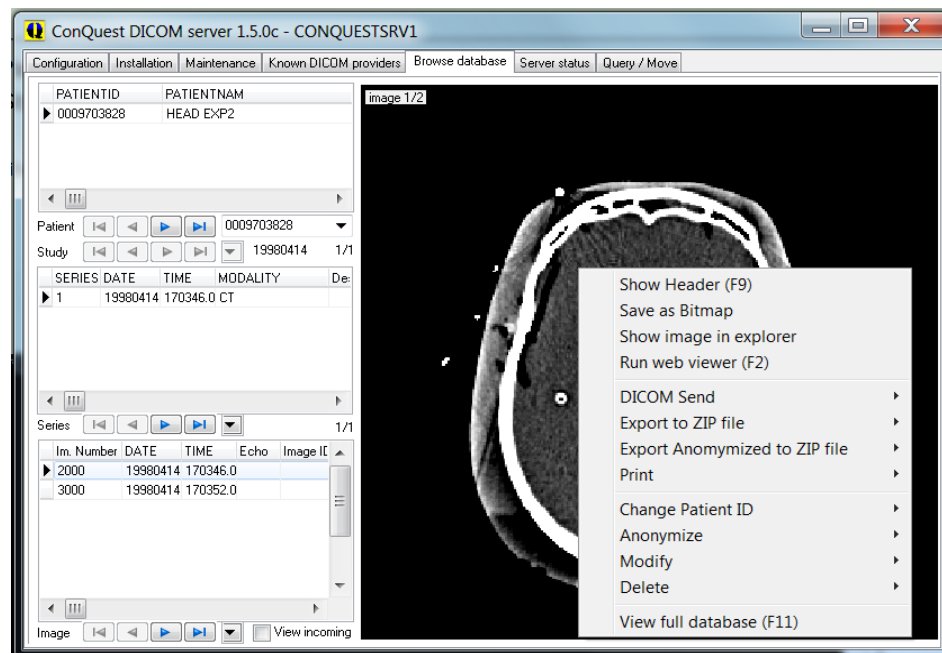 ConQuest DICOM server 1.5.0c - CONQUESTSRV1
Configuration Installation Maintenance Known DICOM providers Browse database Server status Query / Move
PATIENTID PATIENTNAM
0009703828 HEAD EXP2
Patient 0009703828
Study 19980414 1/1
SERIES DATE TIME MODALITY De
1 19980414 170346.0 CT
Series 1/1
Im. Number DATE TIME Echo Image ID
2000 19980414 170346.0
3000 19980414 170352.0
Image View incoming
image 1/2
Show Header (F9)
Save as Bitmap
Show image in explorer
Run web viewer (F2)
DICOM Send
Export to ZIP file
Export Anomymized to ZIP file
Print
Change Patient ID
Anonymize
Modify
Delete
View full database (F11)